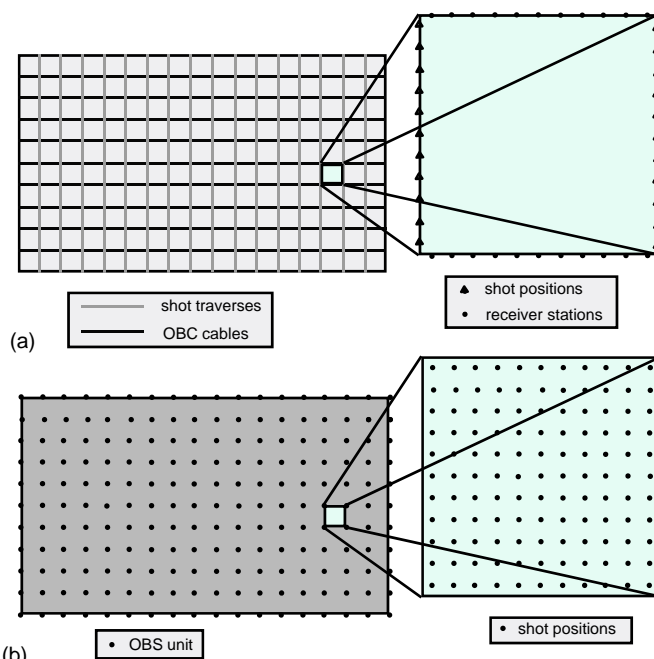 shot traverses
OBC cables
shot positions
receiver stations
(a)
OBS unit
shot positions
(b)